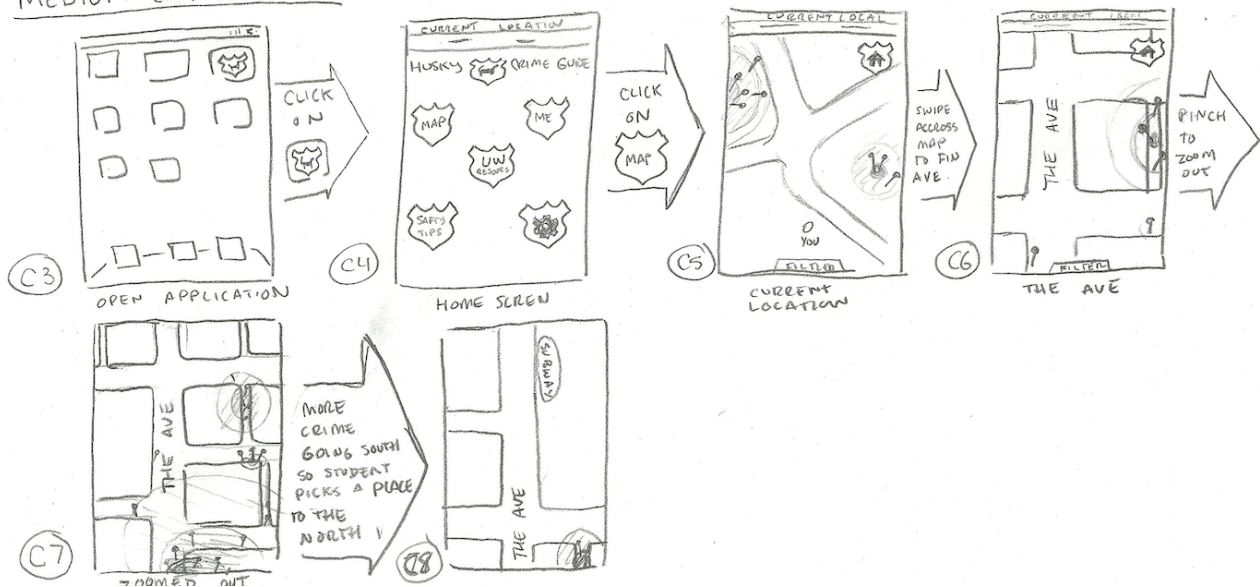 CURRENT LOCATION
HUSKY CRIME GUIDE
MAP
ME
UW
SAFTY
TIPS
C3
OPEN APPLICATION
CLICK
ON
C4
HOME SCREN
CLICK
ON
MAP
CURRENT LOCAL
YOU
FILTER
C5
CURRENT
LOCATION
SWIPE
ACCROSS
MAP
TO FIN
AVE.
CURRENT LOCAL
THE AVE
FILTER
C6
THE AVE
PINCH
TO
ZOOM
OUT
THE AVE
C7
ZOOMED OUT
MORE
CRIME
GOING SOUTH
SO STUDENT
PICKS A PLACE
TO THE
NORTH
SUBWAY
THE AVE
C8